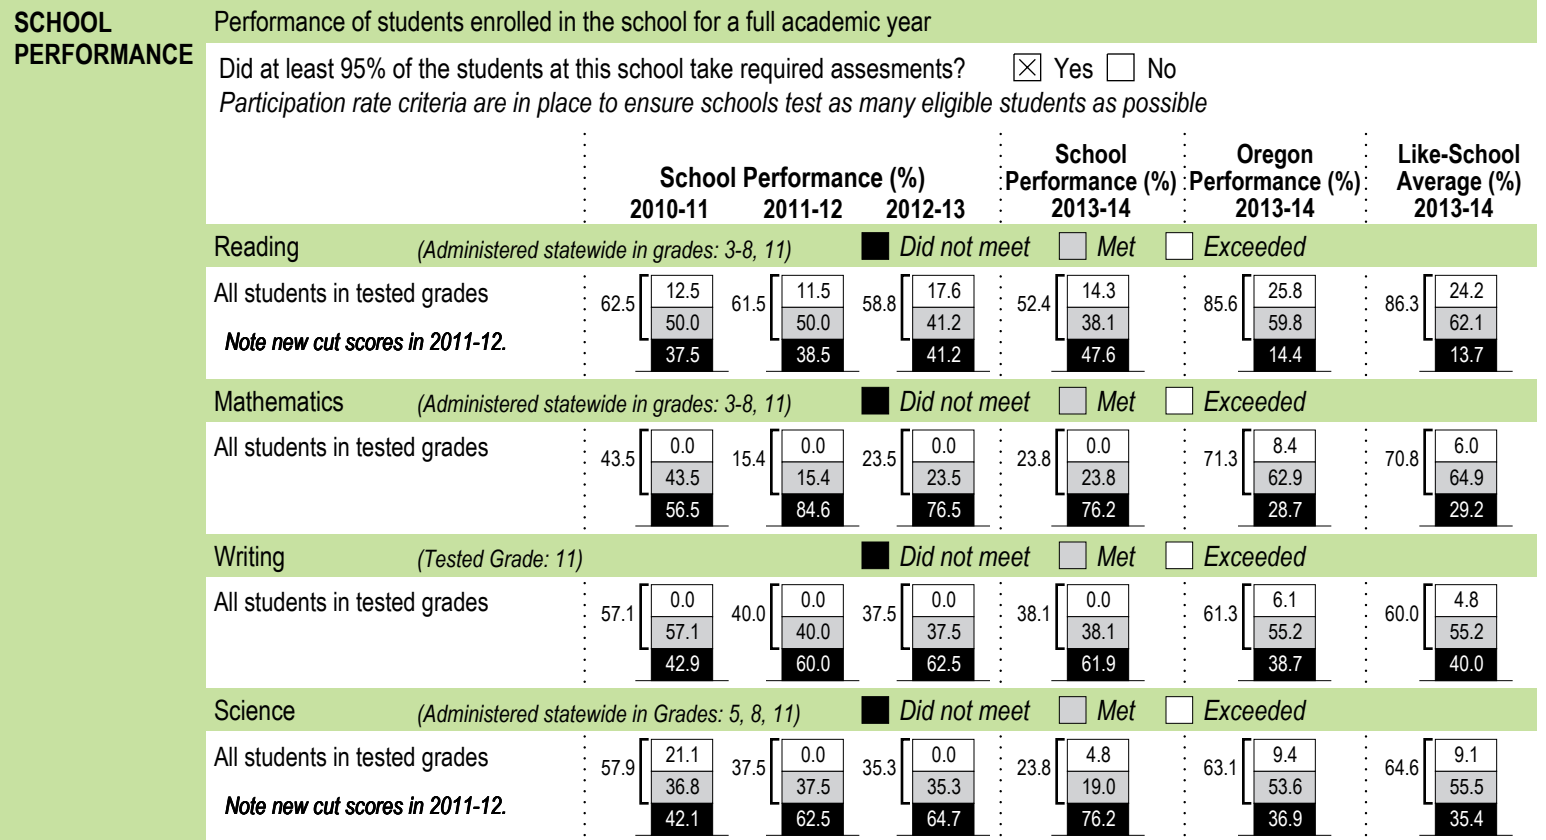 SCHOOL
PERFORMANCE
Performance of students enrolled in the school for a full academic year
Did at least 95% of the students at this school take required assesments? Yes No
Participation rate criteria are in place to ensure schools test as many eligible students as possible
School Oregon Like-School
School Performance (%) Performance (%) Performance (%) Average (%)
2010-11 2011-12 2012-13 2013-14 2013-14 2013-14
Reading (Administered statewide in grades: 3-8, 11) Did not meet Met Exceeded
All students in tested grades 62.5 12.5 61.5 11.5 58.8 17.6 52.4 14.3 85.6 25.8 86.3 24.2
50.0 50.0 41.2 38.1 59.8 62.1
Note new cut scores in 2011-12. 37.5 38.5 41.2 47.6 14.4 13.7
Mathematics (Administered statewide in grades: 3-8, 11) Did not meet Met Exceeded
All students in tested grades 43.5 0.0 15.4 0.0 23.5 0.0 23.8 0.0 71.3 8.4 70.8 6.0
43.5 15.4 23.5 23.8 62.9 64.9
56.5 84.6 76.5 76.2 28.7 29.2
Writing (Tested Grade: 11) Did not meet Met Exceeded
All students in tested grades 57.1 0.0 40.0 0.0 37.5 0.0 38.1 0.0 61.3 6.1 60.0 4.8
57.1 40.0 37.5 38.1 55.2 55.2
42.9 60.0 62.5 61.9 38.7 40.0
Science (Administered statewide in Grades: 5, 8, 11) Did not meet Met Exceeded
All students in tested grades 57.9 21.1 37.5 0.0 35.3 0.0 23.8 4.8 63.1 9.4 64.6 9.1
36.8 37.5 35.3 19.0 53.6 55.5
Note new cut scores in 2011-12. 42.1 62.5 64.7 76.2 36.9 35.4